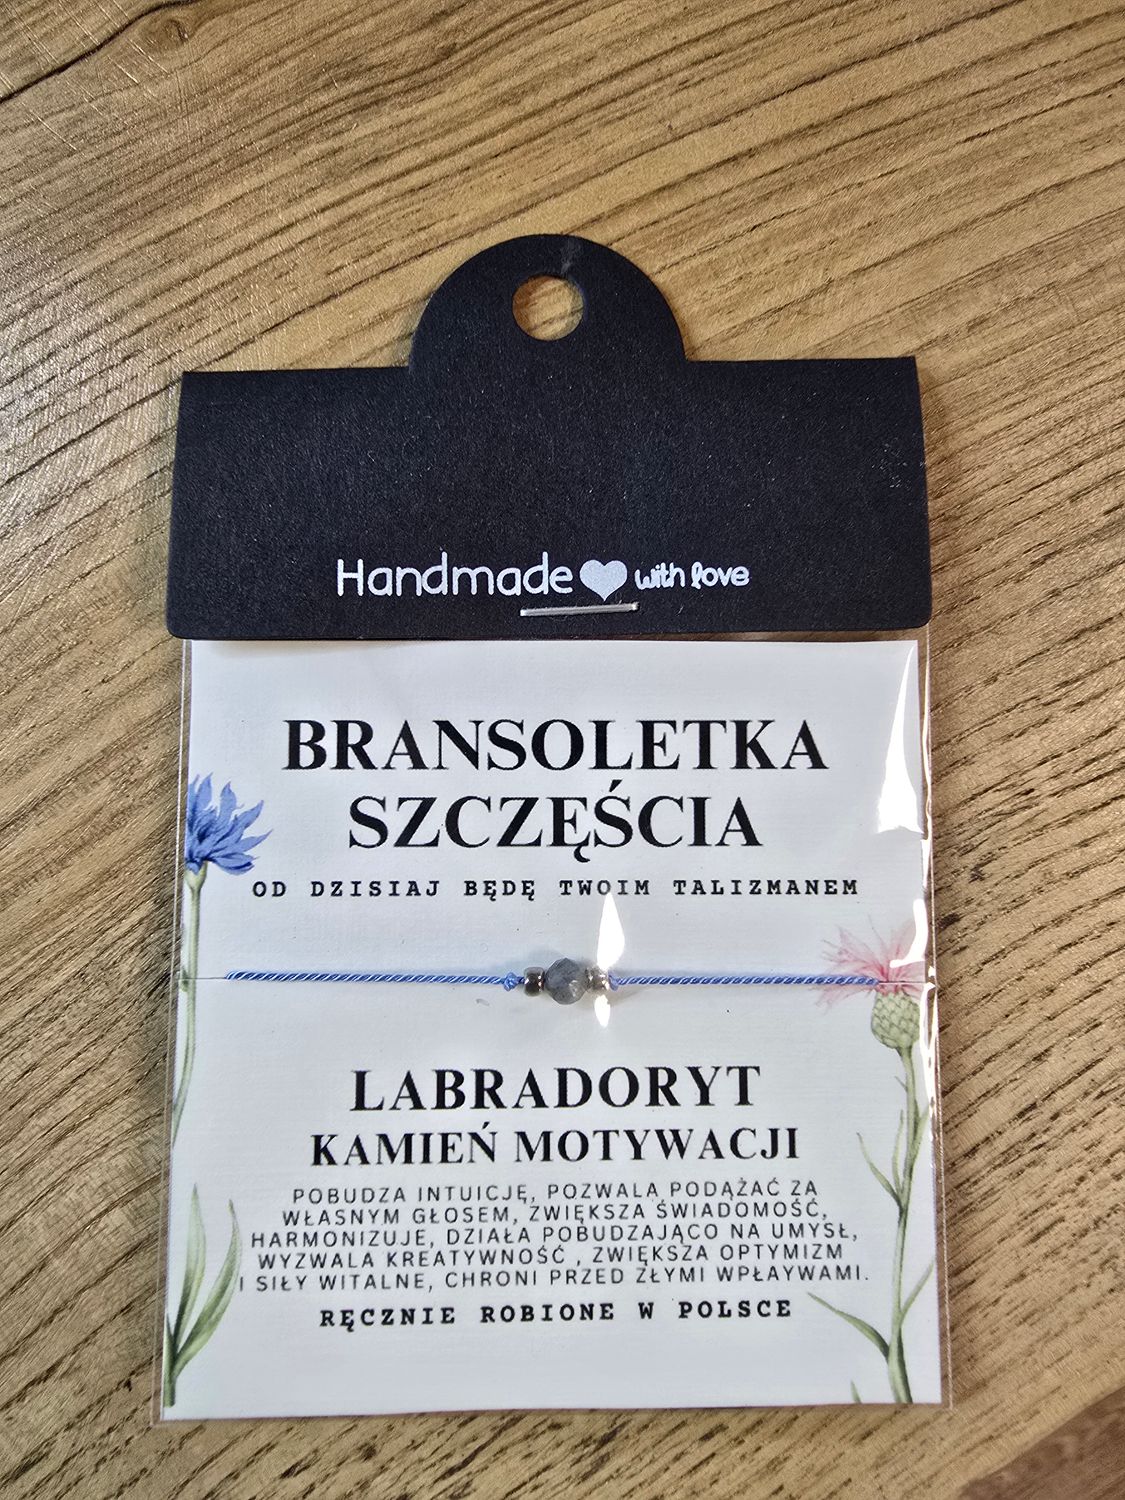 Handmade with love
BRANSOLETKA
SZCZĘŚCIA
OD DZISIAJ BĘDĘ TWOIM TALIZMANEM
LABRADORYT
KAMIEŃ MOTYWACJI
POBUDZA INTUICJĘ, POZWALA PODĄŻAĆ ZA
WŁASNYM GŁOSEM, ZWIĘKSZA ŚWIADOMOŚĆ,
HARMONIZUJE, DZIAŁA POBUDZAJĄCO NA UMYSŁ,
WYZWALA KREATYWNOŚĆ , ZWIĘKSZA OPTYMIZM
I SIŁY WITALNE, CHRONI PRZED ZŁYMI WPŁAYWAMI.
RĘCZNIE ROBIONE W POLSCE